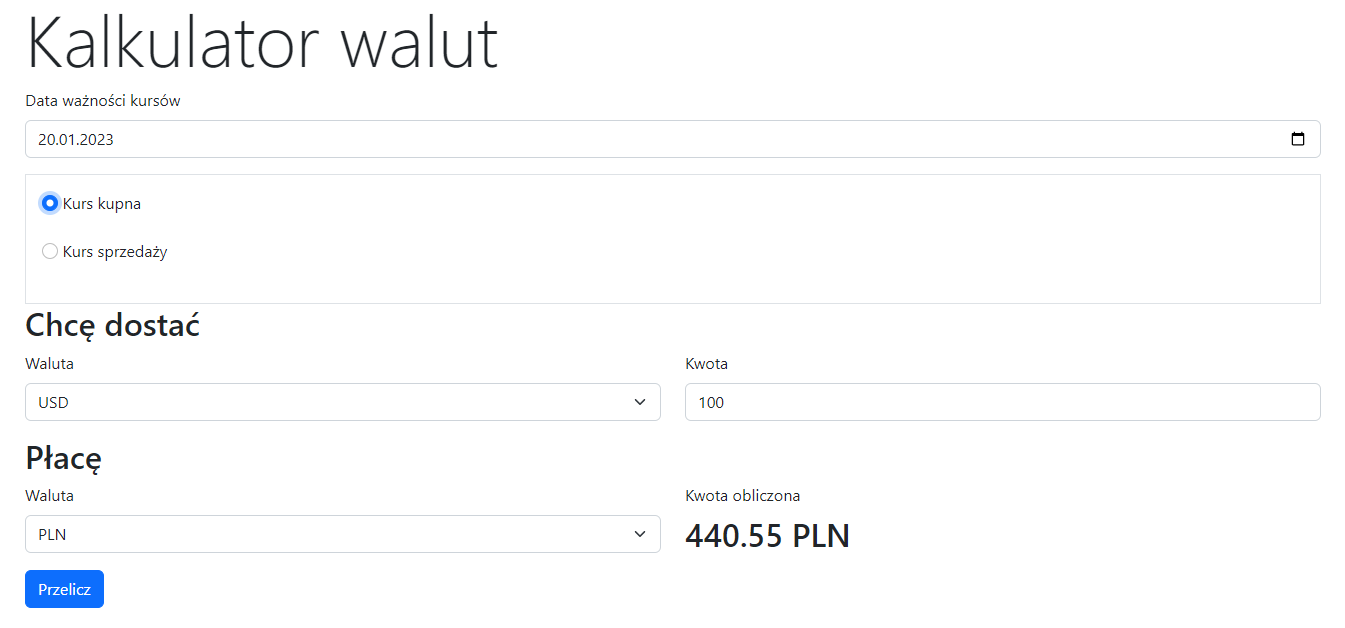 Kalkulator walut
Data ważności kursów
20.01.2023
Kurs kupna
Kurs sprzedaży
Chcę dostać
Waluta
USD
Kwota
100
Płacę
Waluta
PLN
Kwota obliczona
440.55 PLN
Przelicz